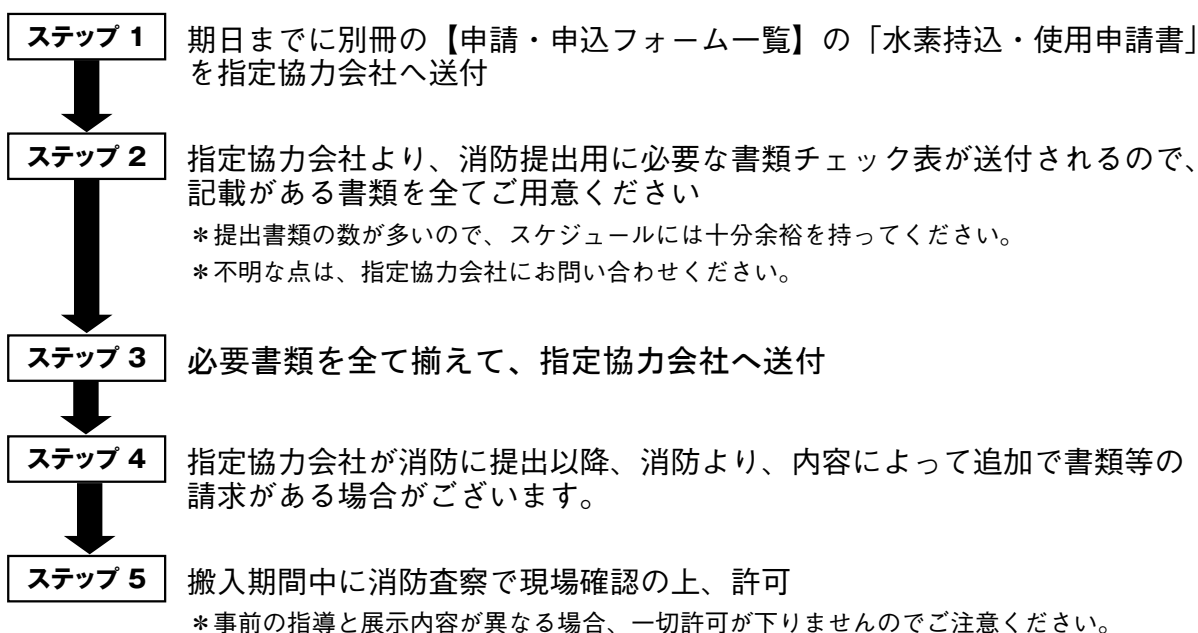 ステップ 1
期日までに別冊の【申請・申込フォーム一覧】の「水素持込・使用申請書」
を指定協力会社へ送付
ステップ 2
指定協力会社より、消防提出用に必要な書類チェック表が送付されるので、
記載がある書類を全てご用意ください
＊提出書類の数が多いので、スケジュールには十分余裕を持ってください。
＊不明な点は、指定協力会社にお問い合わせください。
ステップ 3
必要書類を全て揃えて、指定協力会社へ送付
ステップ 4
指定協力会社が消防に提出以降、消防より、内容によって追加で書類等の
請求がある場合がございます。
ステップ 5
搬入期間中に消防査察で現場確認の上、許可
＊事前の指導と展示内容が異なる場合、一切許可が下りませんのでご注意ください。